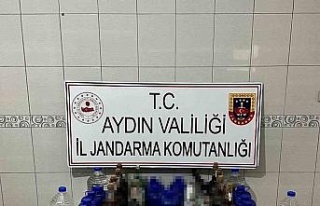 T.C.
AYDIN VALİLİĞİ
İL JANDARMA KOMUTANLIĞI